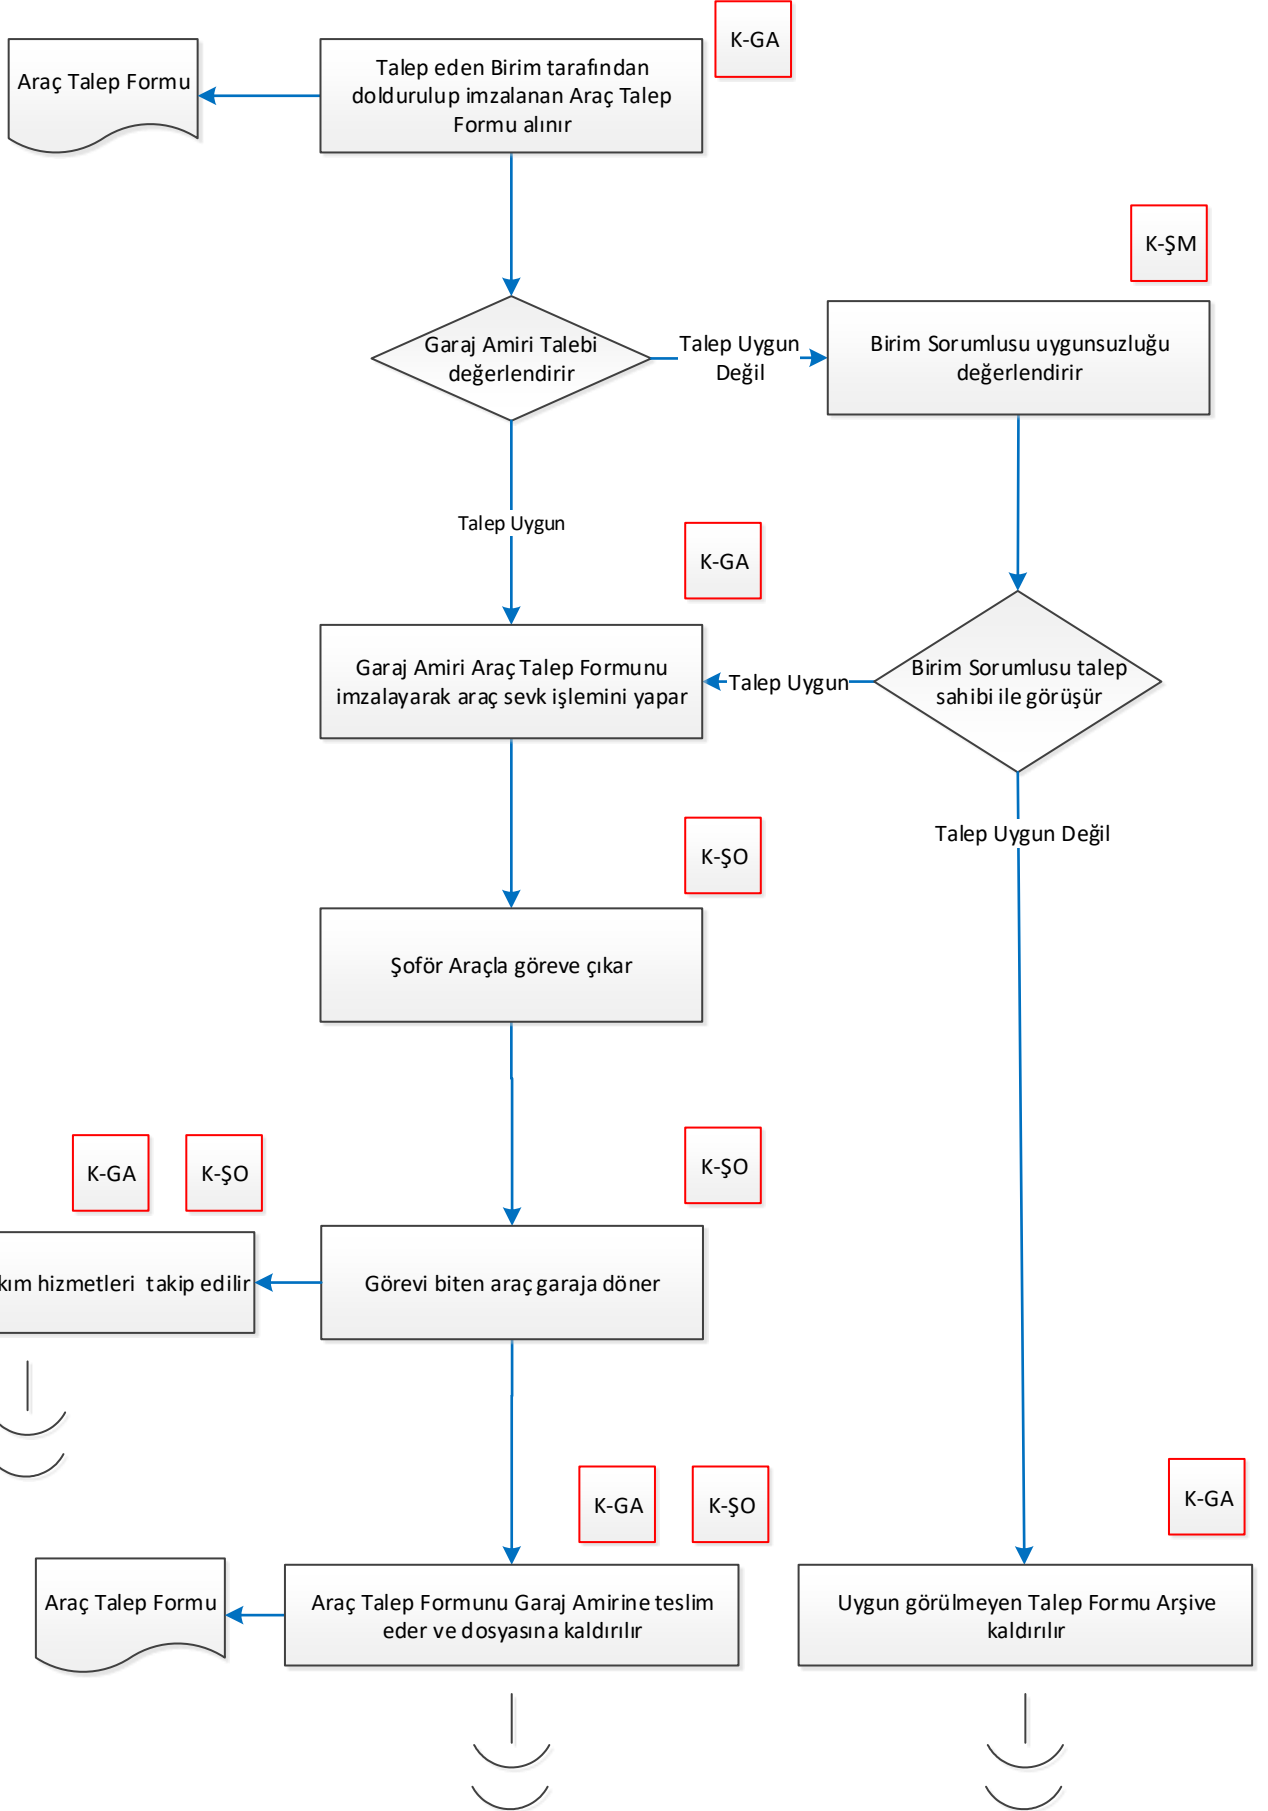 K-GA
Araç Talep Formu
Talep eden Birim tarafından
doldurulup imzalanan Araç Talep
Formu alınır
K-ŞM
Garaj Amiri Talebi
değerlendirir
Talep Uygun
Değil
Birim Sorumlusu uygunsuzluğu
değerlendirir
Talep Uygun
K-GA
Garaj Amiri Araç Talep Formunu
imzalayarak araç sevk işlemini yapar
Talep Uygun
Birim Sorumlusu talep
sahibi ile görüşür
Talep Uygun Değil
K-ŞO
Şoför Araçla göreve çıkar
K-GA
K-ŞO
K-ŞO
hizmetleri takip edilir
Görevi biten araç garaja döner
K-GA
K-ŞO
K-GA
Araç Talep Formu
Araç Talep Formunu Garaj Amirine teslim
eder ve dosyasına kaldırılır
Uygun görülmeyen Talep Formu Arşive
kaldırılır